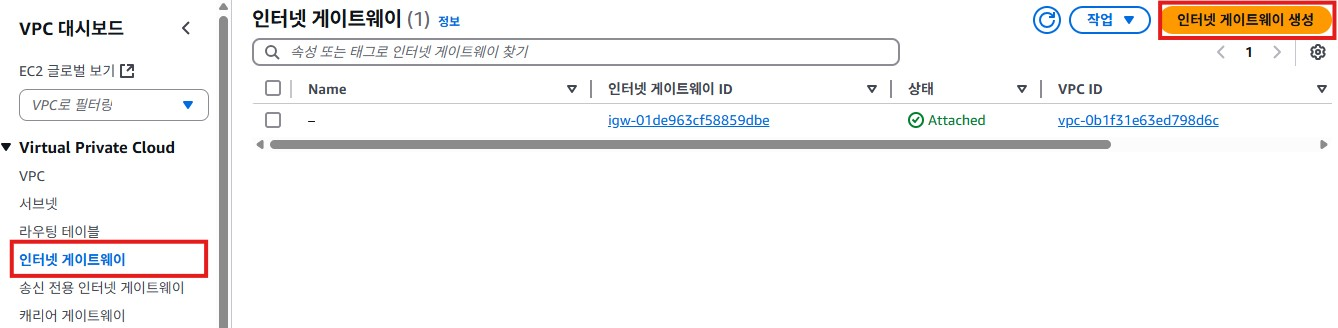 VPC 대시보드
EC2 글로벌 보기
VPC로 필터링
Virtual Private Cloud
VPC
서브넷
라우팅 테이블
인터넷 게이트웨이
송신 전용 인터넷 게이트웨이
캐리어 게이트웨이
인터넷 게이트웨이 (1) 정보
작업
인터넷 게이트웨이 생성
속성 또는 태그로 인터넷 게이트웨이 찾기
1
Name 인터넷 게이트웨이 ID 상태 VPC ID
– igw-01de963cf58859dbe Attached vpc-0b1f31e63ed798d6c